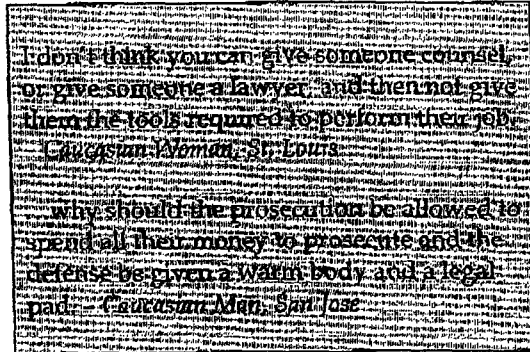 I don't think you can give someone counsel,
or give someone a lawyer, and then not give
them the tools required to perform their job.
Caucasian Woman, St. Louis
...why should the prosecution be allowed to
spend all their money to prosecute and the
defense be given a warm body and a legal
pad. – Caucasian Man, San Jose